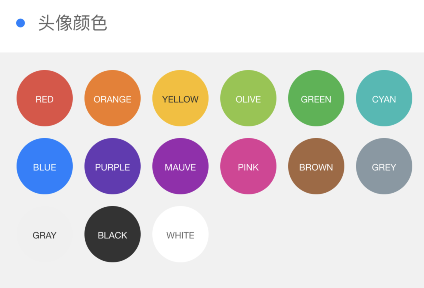 头像颜色
RED ORANGE YELLOW OLIVE GREEN CYAN
BLUE PURPLE MAUVE PINK BROWN GREY
GRAY BLACK WHITE